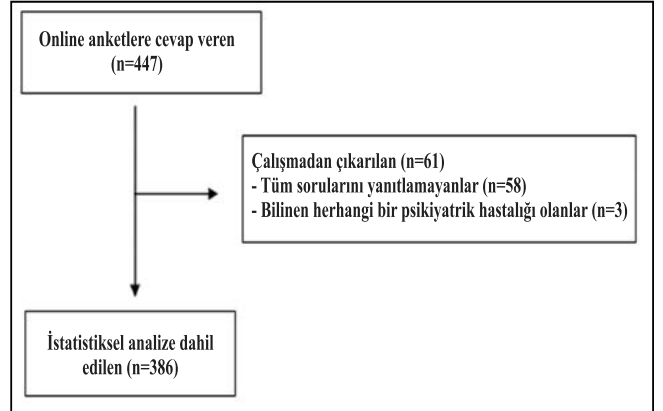 Online anketlere cevap veren
(n=447)
Çalışmadan çıkarılan (n=61)
- Tüm sorularını yanıtlamayanlar (n=58)
- Bilinen herhangi bir psikiyatrik hastalığı olanlar (n=3)
İstatistiksel analize dahil
edilen (n=386)